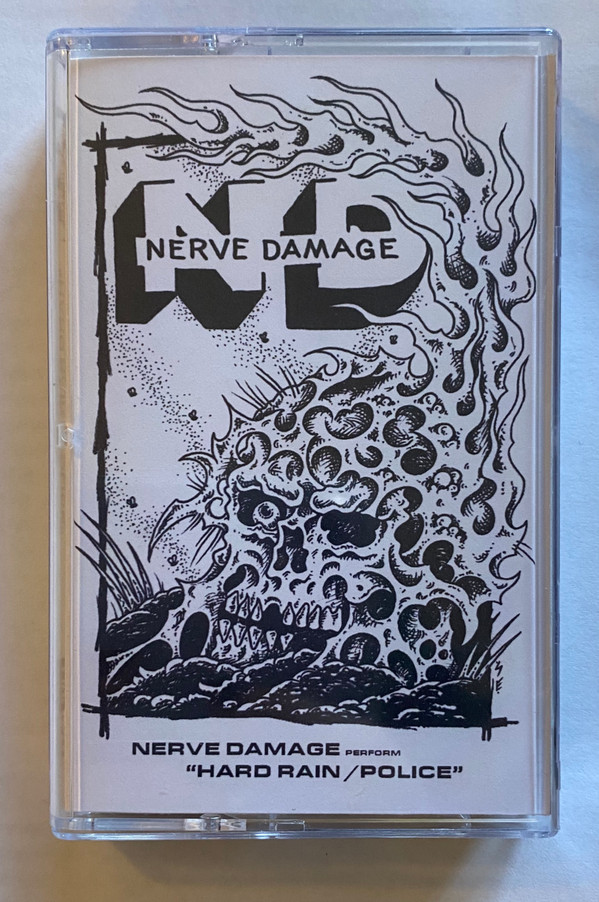 ND
NERVE DAMAGE
NERVE DAMAGE PERFORM
"HARD RAIN/POLICE"